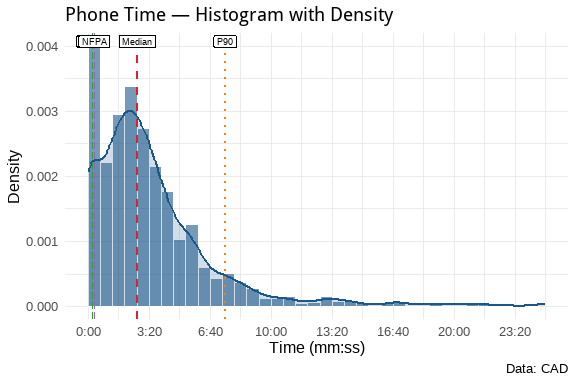 Phone Time — Histogram with Density
NFPA
Median
P90
0.004
0.003
0.002
0.001
0.000
Density
0:00
3:20
6:40
10:00
13:20
16:40
20:00
23:20
Time (mm:ss)
Data: CAD